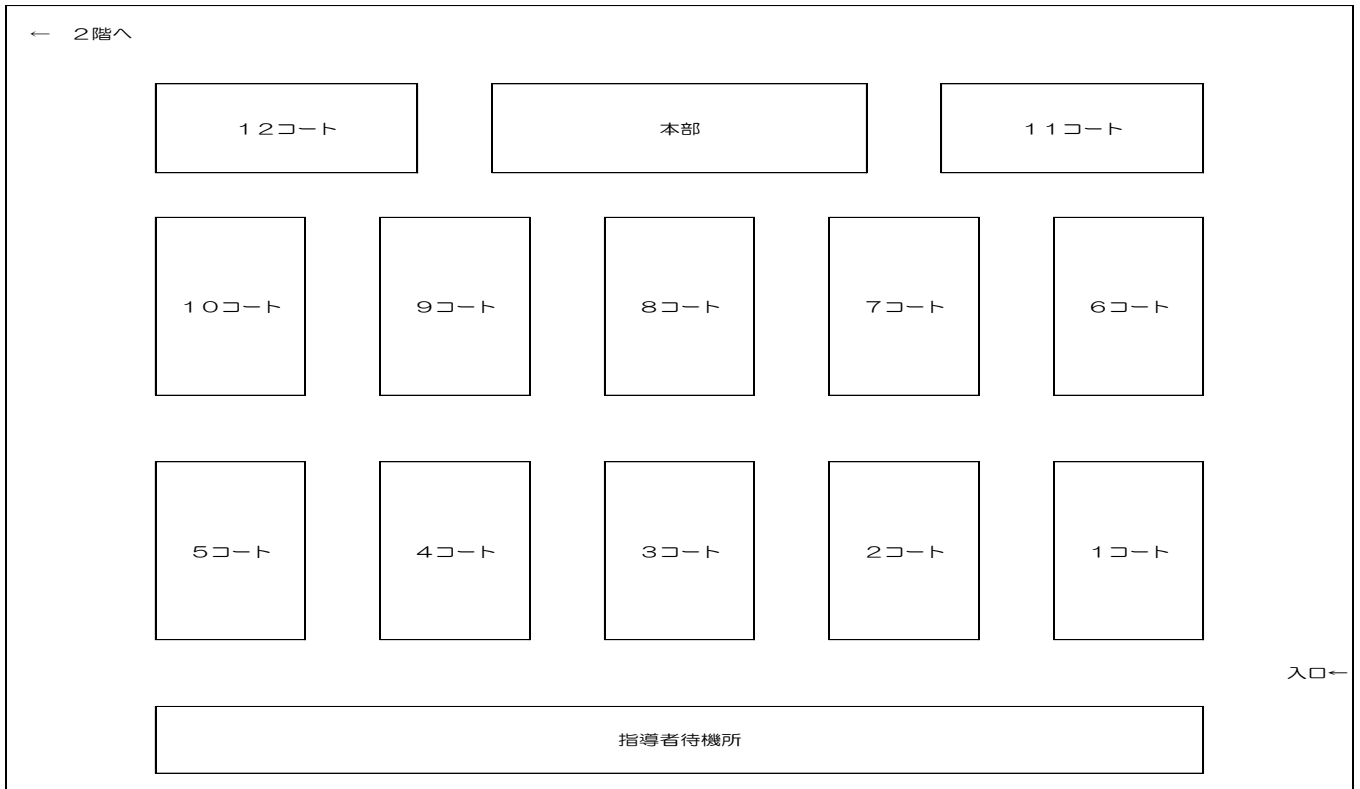 ←　２階へ
１２コート
本部
１１コート
１０コート
９コート
８コート
７コート
６コート
５コート
４コート
３コート
２コート
１コート
入口←
指導者待機所